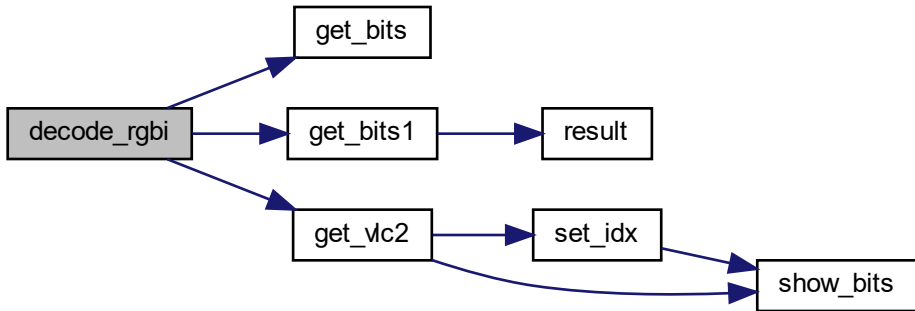 get_bits
decode_rgbi
get_bits1
result
get_vlc2
set_idx
show_bits